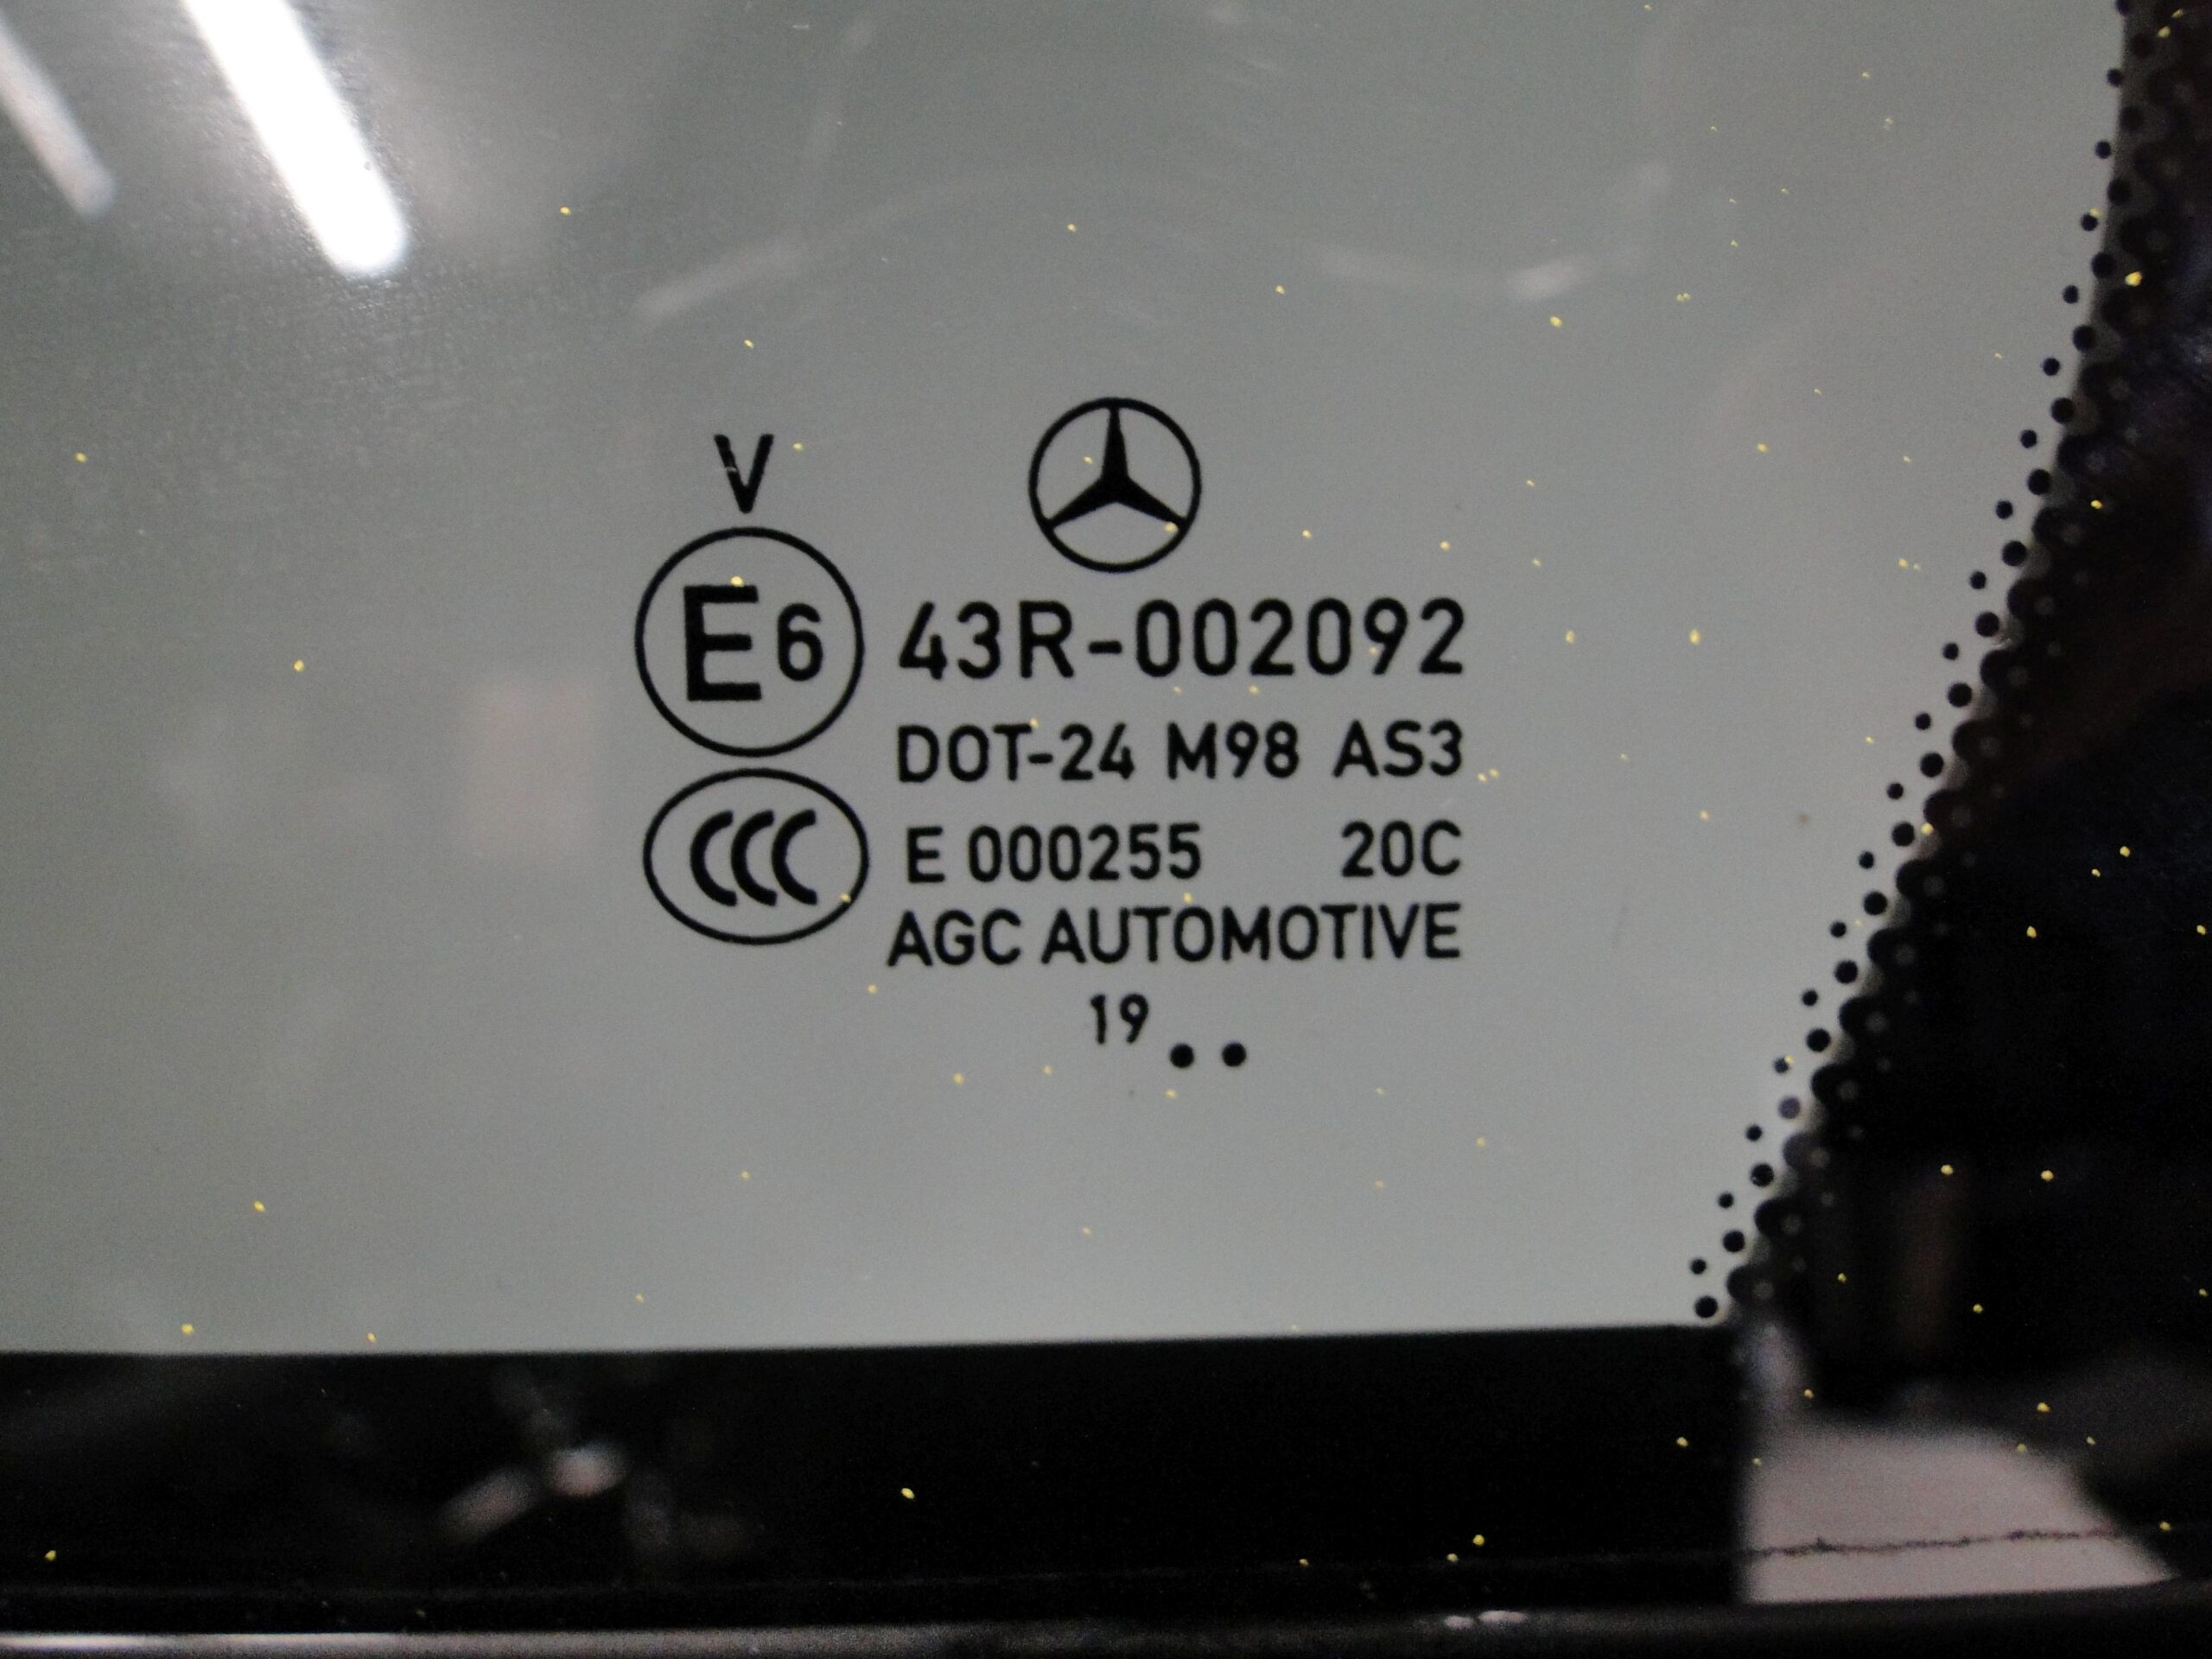 V
E6 43R-002092
DOT-24 M98 AS3
CCC E 000255 20C
AGC AUTOMOTIVE
19 ..